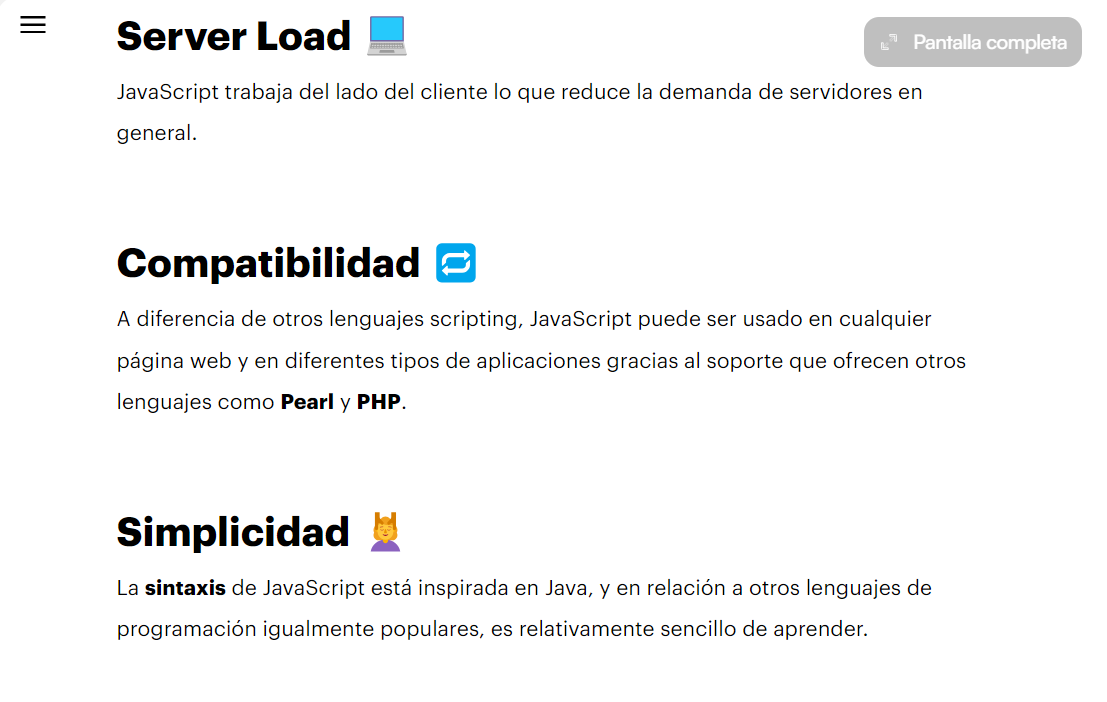 Server Load
Pantalla completa
JavaScript trabaja del lado del cliente lo que reduce la demanda de servidores en
general.
Compatibilidad
A diferencia de otros lenguajes scripting, JavaScript puede ser usado en cualquier
página web y en diferentes tipos de aplicaciones gracias al soporte que ofrecen otros
lenguajes como Pearl y PHP.
Simplicidad
La sintaxis de JavaScript está inspirada en Java, y en relación a otros lenguajes de
programación igualmente populares, es relativamente sencillo de aprender.